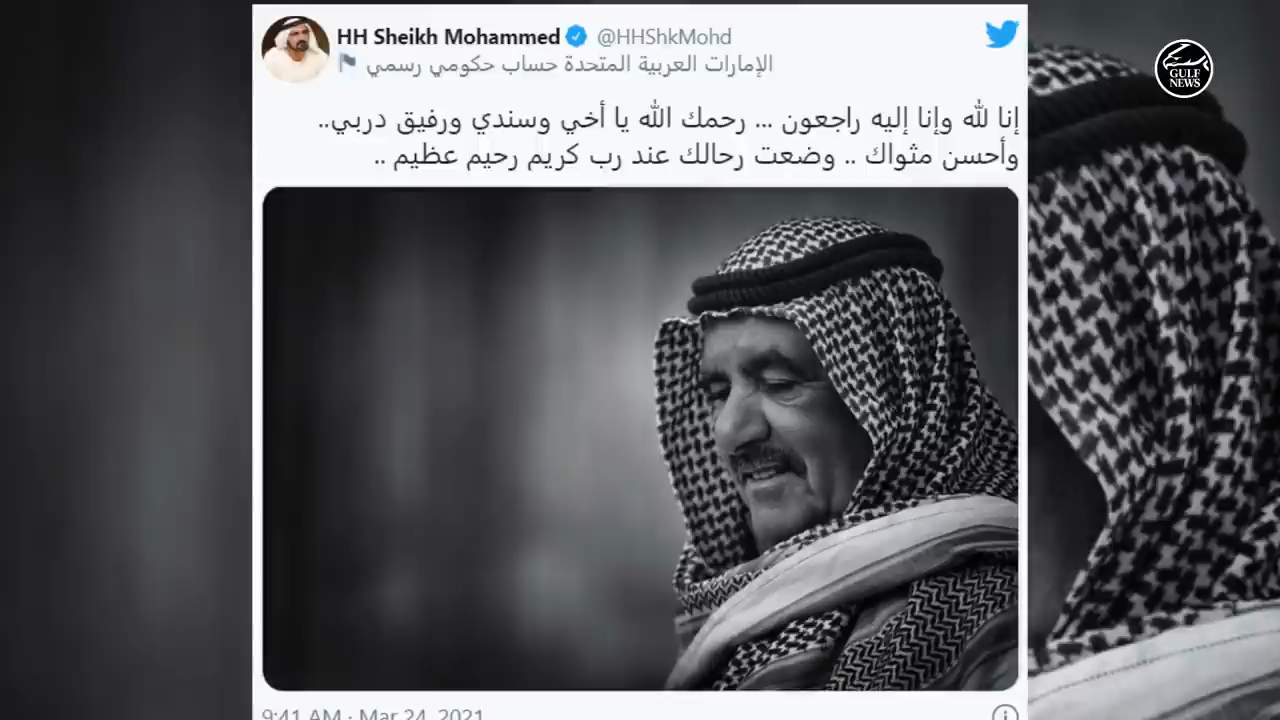 HH Sheikh Mohammed @HHShkMohd
الإمارات العربية المتحدة حساب حكومي رسمي
إنا لله وإنا إليه راجعون ... رحمك الله يا أخي وسندي ورفيق دربي..
وأحسن مثواك .. وضعت رحالك عند رب كريم رحيم عظيم ..
9:41 AM · Mar 24, 2021
GULF
NEWS